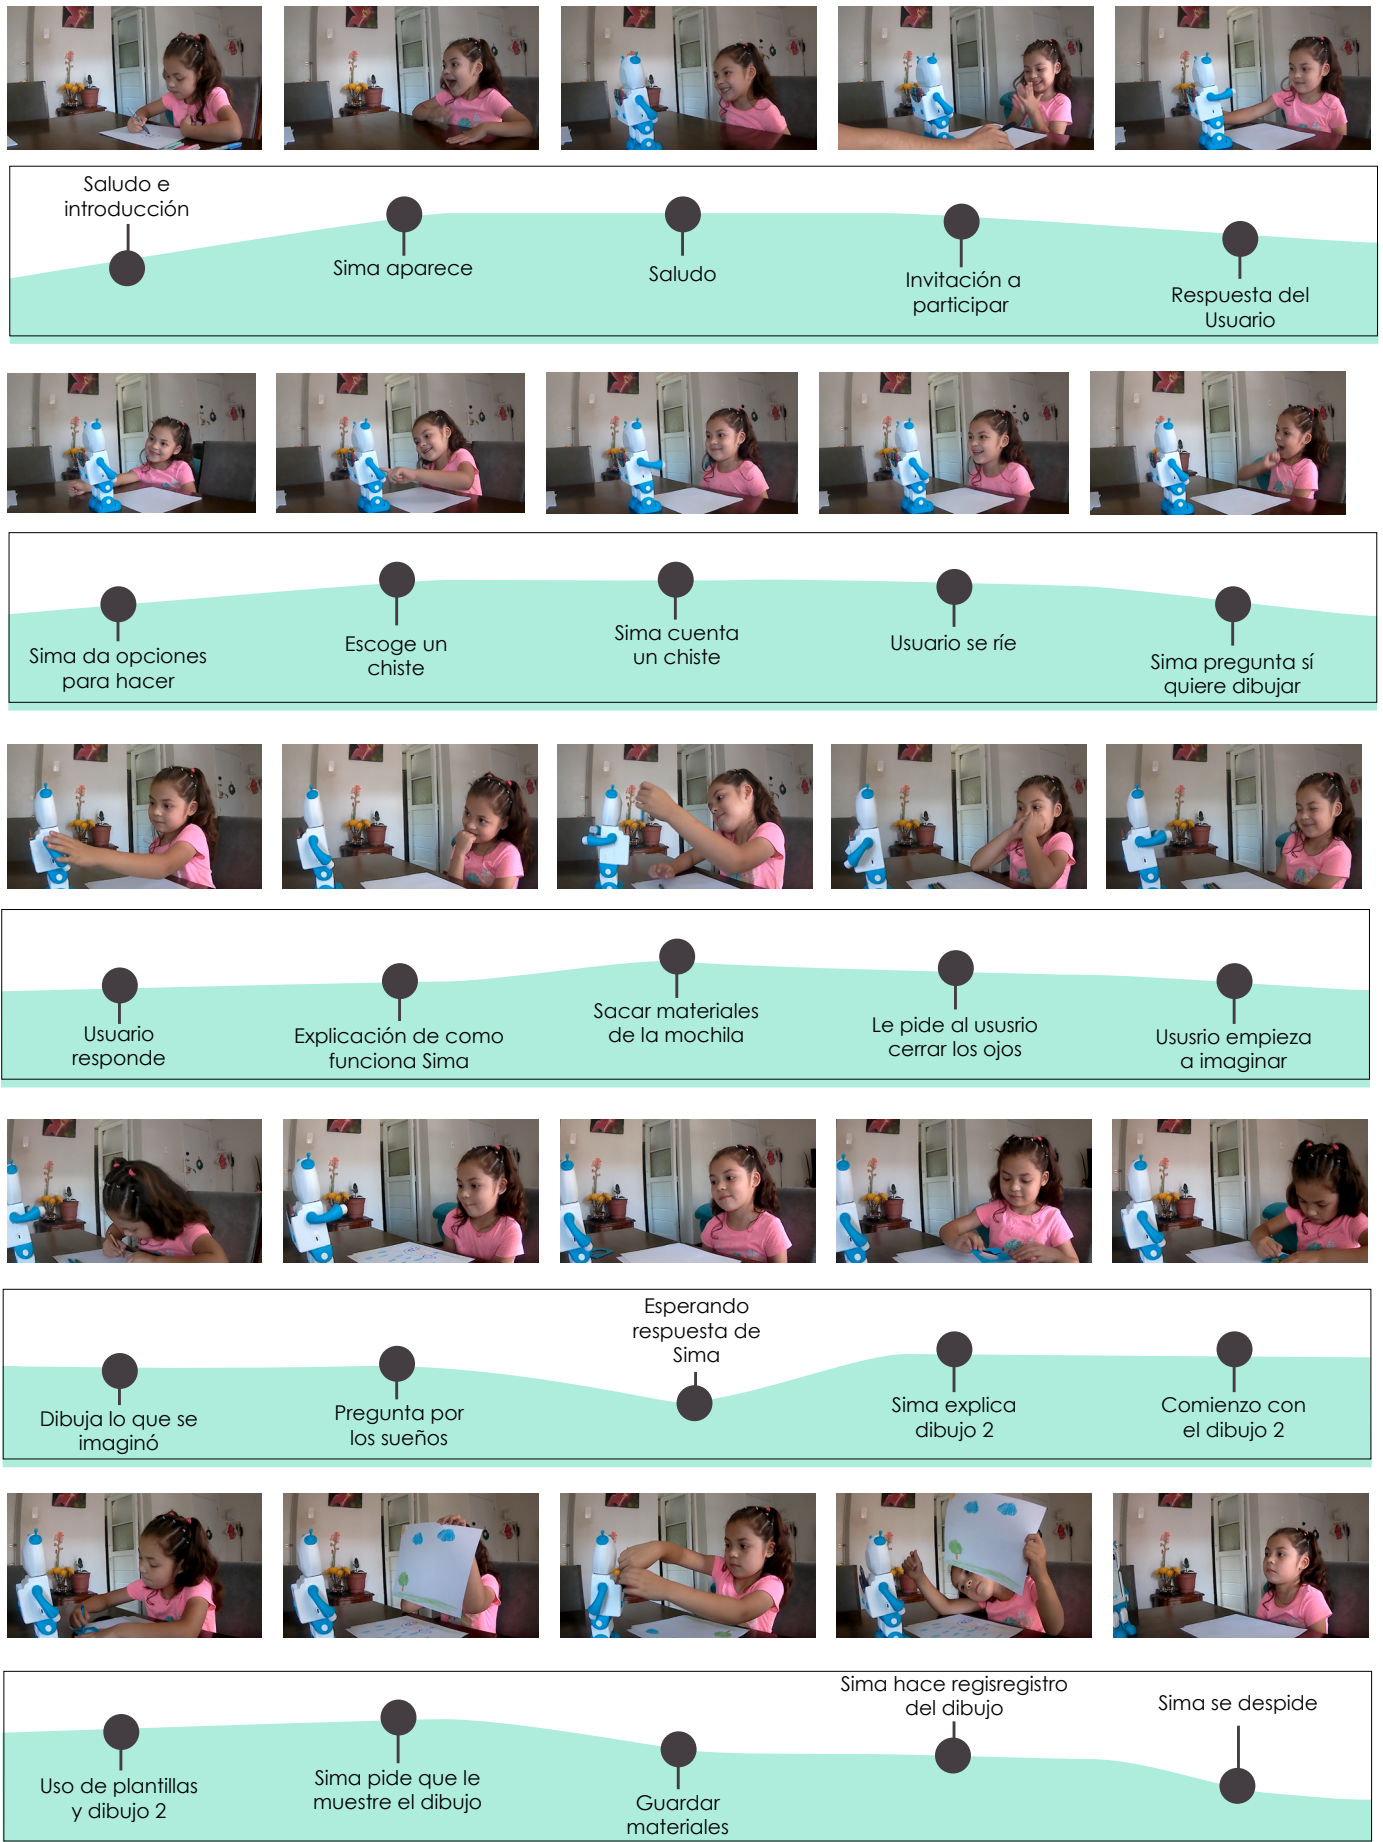 Saludo e
introducción
Sima aparece
Saludo
Invitación a
participar
Respuesta del
Usuario
Sima da opciones
para hacer
Escoge un
chiste
Sima cuenta
un chiste
Usuario se ríe
Sima pregunta sí
quiere dibujar
Usuario
responde
Explicación de como
funciona Sima
Sacar materiales
de la mochila
Le pide al ususrio
cerrar los ojos
Ususrio empieza
a imaginar
Dibuja lo que se
imaginó
Pregunta por
los sueños
Esperando
respuesta de
Sima
Sima explica
dibujo 2
Comienzo con
el dibujo 2
Uso de plantillas
y dibujo 2
Sima pide que le
muestre el dibujo
Guardar
materiales
Sima hace regisregistro
del dibujo
Sima se despide